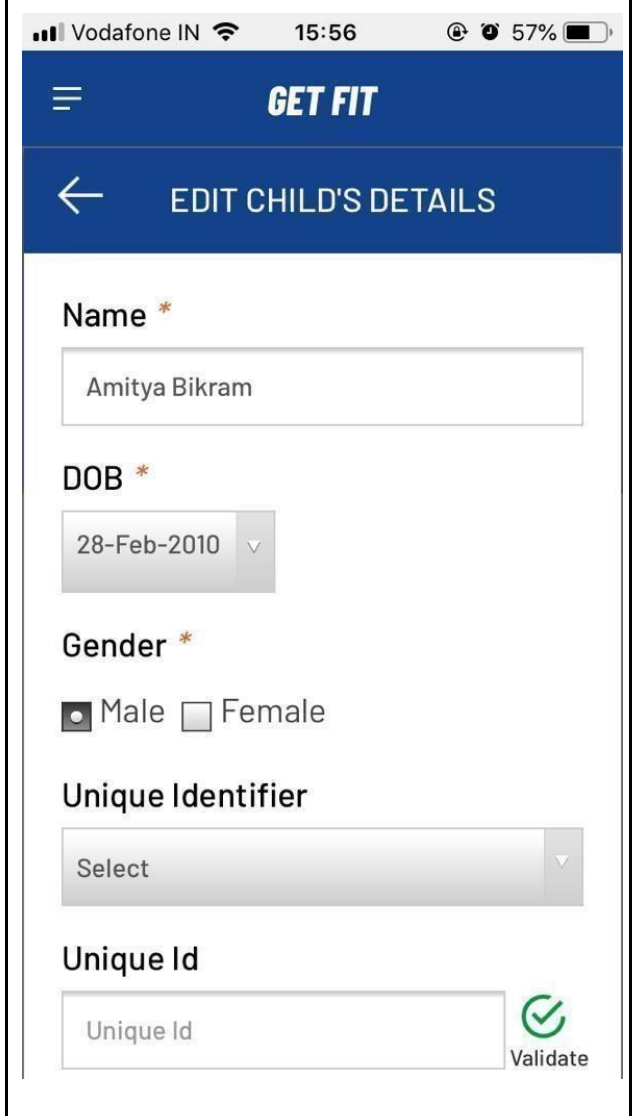 Vodafone IN 15:56 57%
GET FIT
EDIT CHILD'S DETAILS
Name *
Amitya Bikram
DOB *
28-Feb-2010
Gender *
Male Female
Unique Identifier
Select
Unique Id
Unique Id
Validate